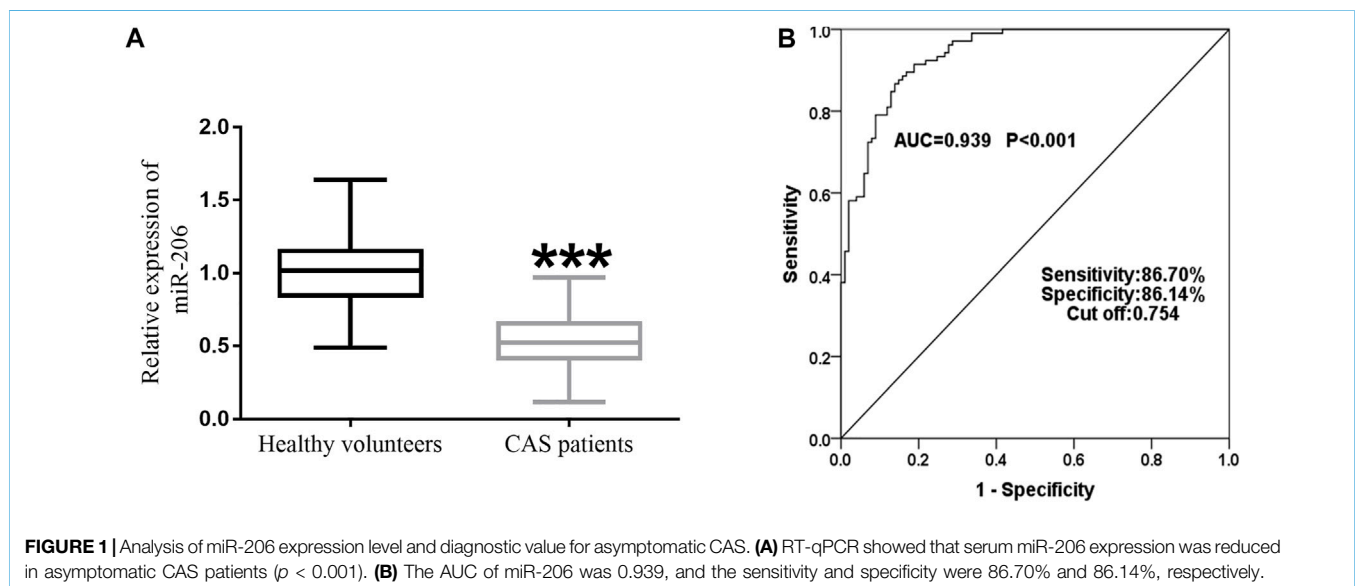 A
2.0
1.5
1.0
0.5
0.0
Relative expression of
miR-206
***
Healthy volunteers
CAS patients
B
1.0
0.8
0.6
0.4
0.2
0.0
Sensitivity
AUC=0.939 P<0.001
Sensitivity:86.70%
Specificity:86.14%
Cut off:0.754
0.0 0.2 0.4 0.6 0.8 1.0
1 - Specificity
FIGURE 1 | Analysis of miR-206 expression level and diagnostic value for asymptomatic CAS. (A) RT-qPCR showed that serum miR-206 expression was reduced
in asymptomatic CAS patients (p < 0.001). (B) The AUC of miR-206 was 0.939, and the sensitivity and specificity were 86.70% and 86.14%, respectively.